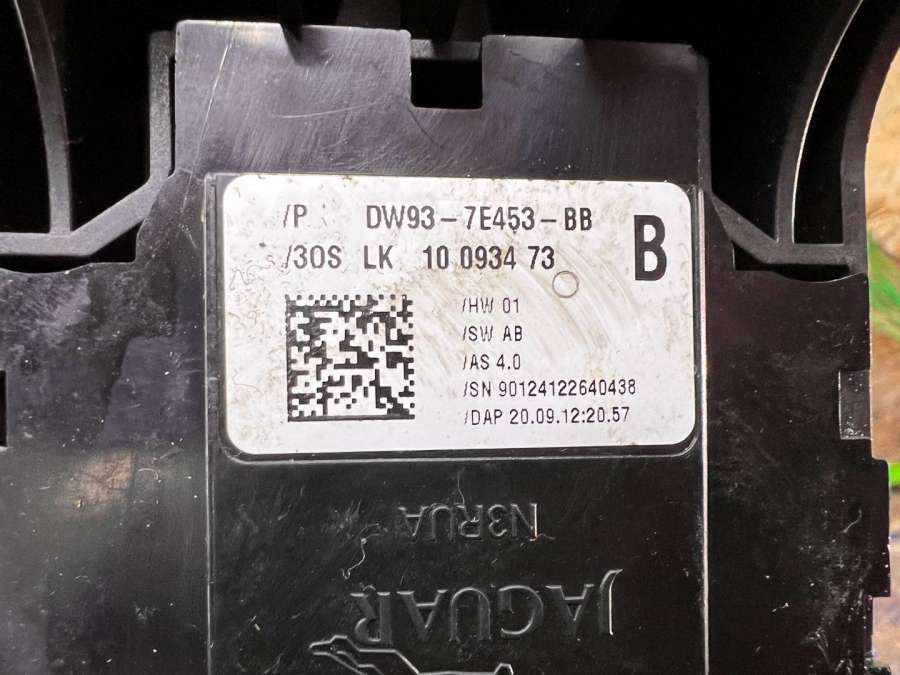 /P DW93-7E453-BB
B
/3OS LK 10 0934 73
/HW 01
/SW AB
/AS 4.0
/SN 90124122640438
/DAP 20.09.12:20.57
N3RUA
JAGUAR